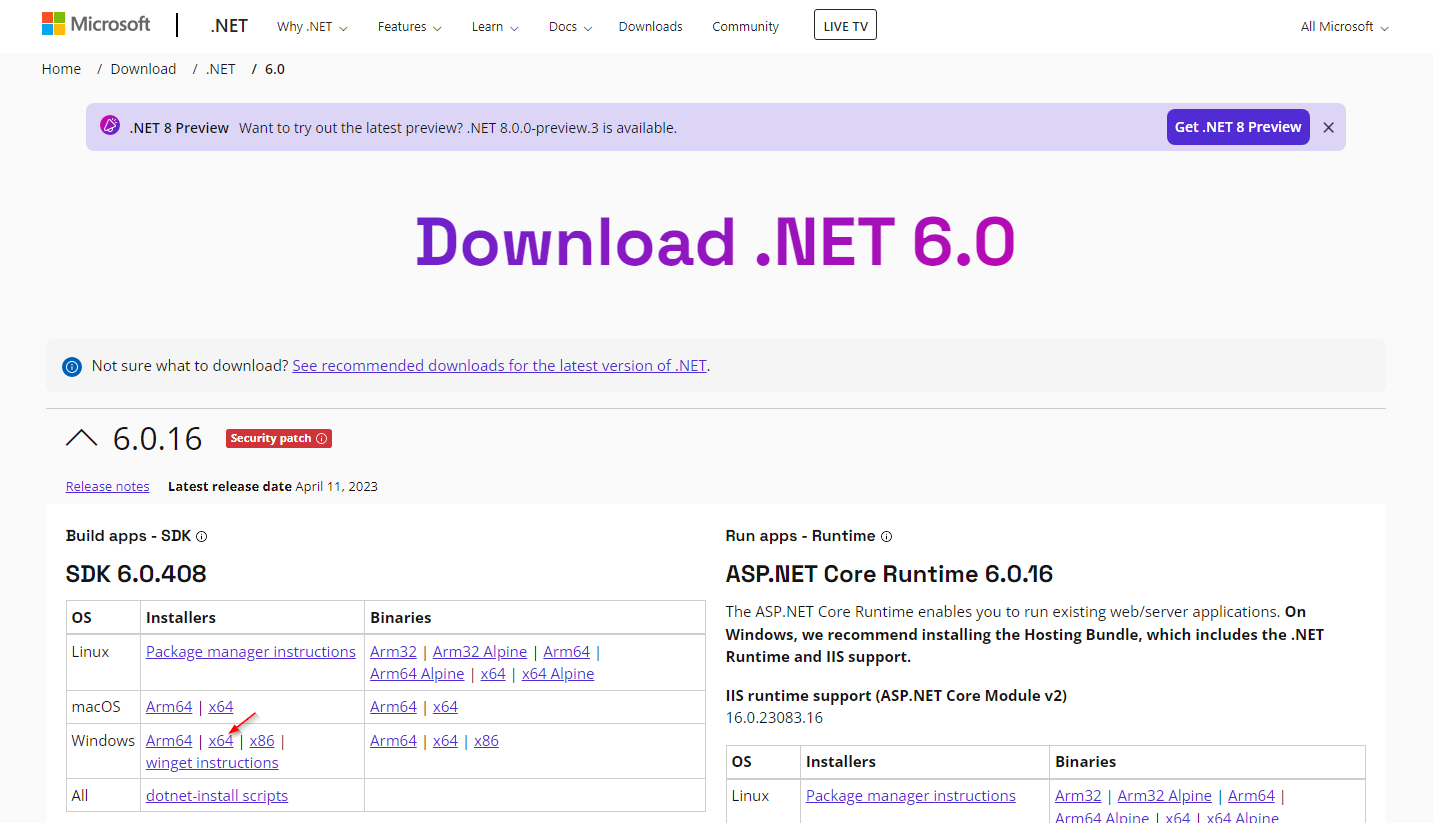 Microsoft .NET Why .NET Features Learn Docs Downloads Community LIVE TV All Microsoft
Home / Download / .NET / 6.0
.NET 8 Preview Want to try out the latest preview? .NET 8.0.0-preview.3 is available. Get .NET 8 Preview
Download .NET 6.0
Not sure what to download? See recommended downloads for the latest version of .NET.
6.0.16 Security patch
Release notes Latest release date April 11, 2023
Build apps - SDK
SDK 6.0.408
OS Installers Binaries
Linux Package manager instructions Arm32 | Arm32 Alpine | Arm64 |
Arm64 Alpine | x64 | x64 Alpine
macOS Arm64 | x64 Arm64 | x64
Windows Arm64 | x64 | x86 | Arm64 | x64 | x86
winget instructions
All dotnet-install scripts
Run apps - Runtime
ASP.NET Core Runtime 6.0.16
The ASP.NET Core Runtime enables you to run existing web/server applications. On
Windows, we recommend installing the Hosting Bundle, which includes the .NET
Runtime and IIS support.
IIS runtime support (ASP.NET Core Module v2)
16.0.23083.16
OS Installers Binaries
Linux Package manager instructions Arm32 | Arm32 Alpine | Arm64 |
Arm64 Alpine | x64 | x64 Alpine